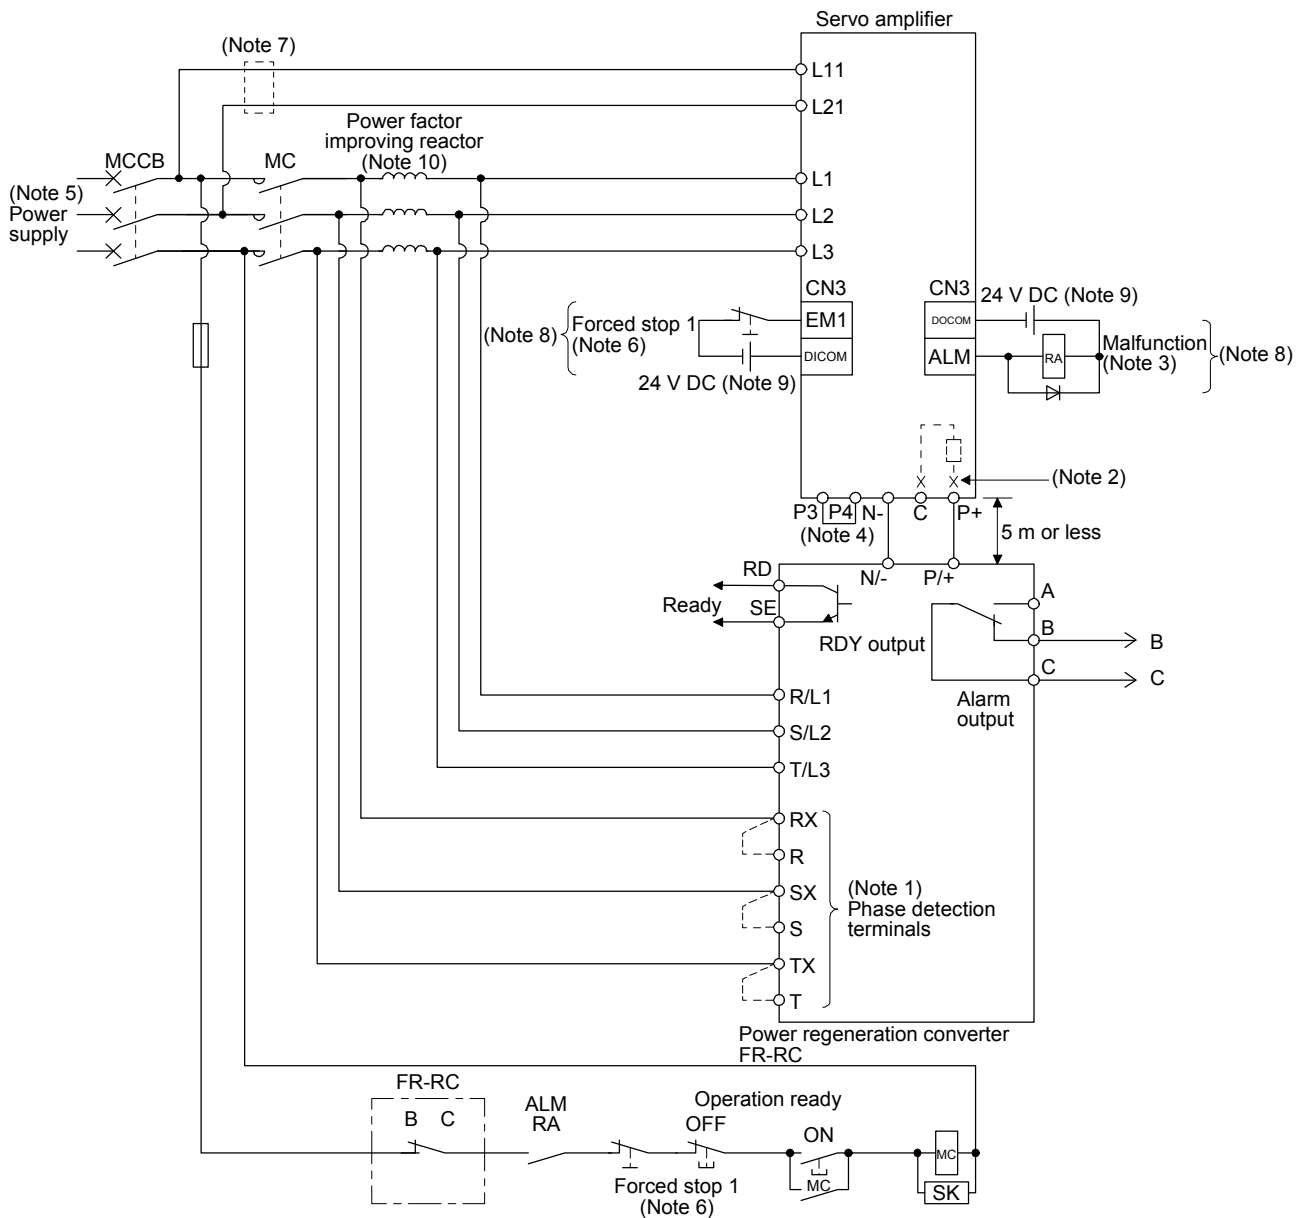 Servo amplifier
(Note 7)
L11
L21
Power factor
improving reactor
(Note 10)
MCCB
MC
L1
(Note 5)
Power
supply
L2
L3
CN3
CN3
24 V DC (Note 9)
(Note 8)
Forced stop 1
(Note 6)
EM1
DICOM
24 V DC (Note 9)
DOCOM
ALM
RA
Malfunction
(Note 3)
(Note 8)
(Note 2)
P3
P4
N-
C
P+
(Note 4)
5 m or less
N/-
P/+
RD
Ready
SE
RDY output
A
B
B
C
C
Alarm
output
R/L1
S/L2
T/L3
RX
R
SX
S
TX
T
(Note 1)
Phase detection
terminals
Power regeneration converter
FR-RC
FR-RC
B C
ALM
RA
Operation ready
OFF
ON
MC
MC
SK
Forced stop 1
(Note 6)